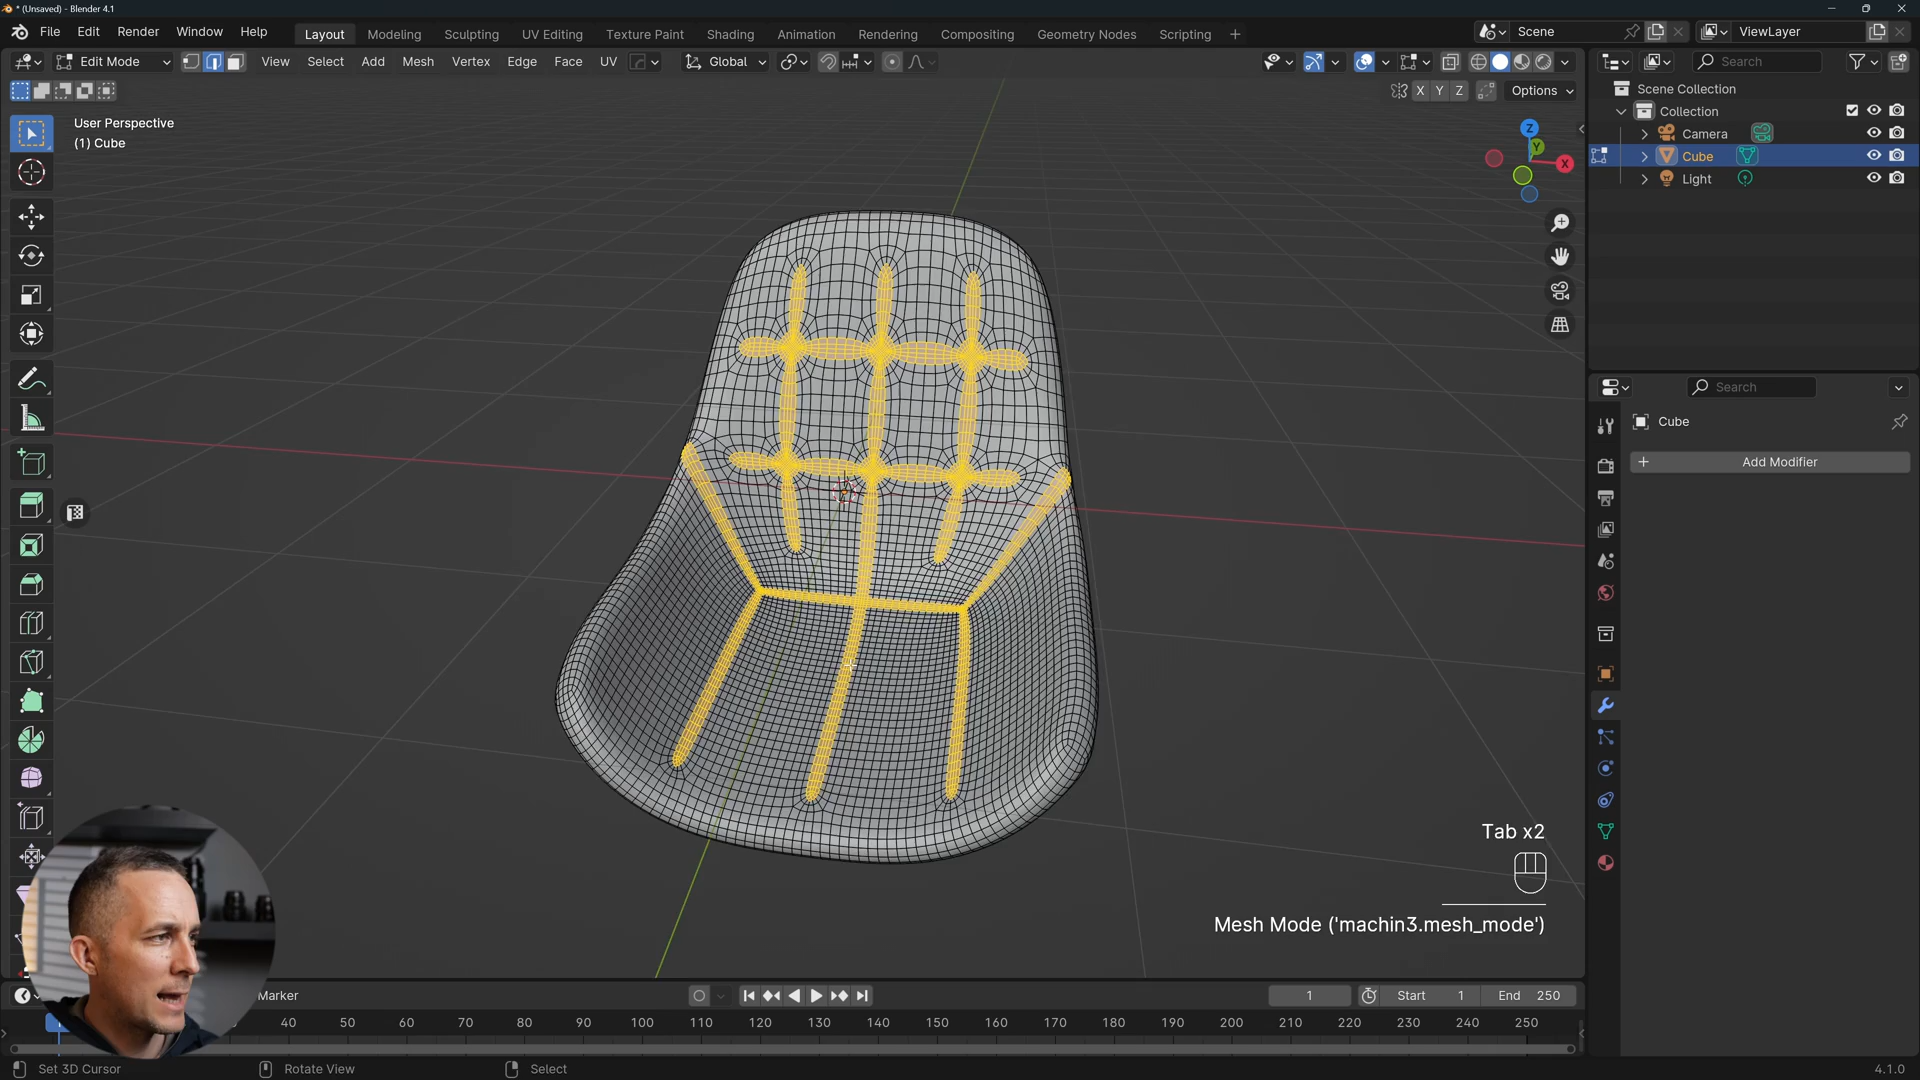 * (Unsaved) - Blender 4.1
File Edit Render Window Help Layout Modeling Sculpting UV Editing Texture Paint Shading Animation Rendering Compositing Geometry Nodes Scripting + Scene ViewLayer
Edit Mode View Select Add Mesh Vertex Edge Face UV Global Search
X Y Z Options
User Perspective
(1) Cube
Z
Y
X
Scene Collection
Collection
Camera
Cube
Light
Search
Cube
+ Add Modifier
Tab x2
Mesh Mode ('machin3.mesh_mode')
Marker 1 Start 1 End 250
40 50 60 70 80 90 100 110 120 130 140 150 160 170 180 190 200 210 220 230 240 250
Set 3D Cursor Rotate View Select 4.1.0